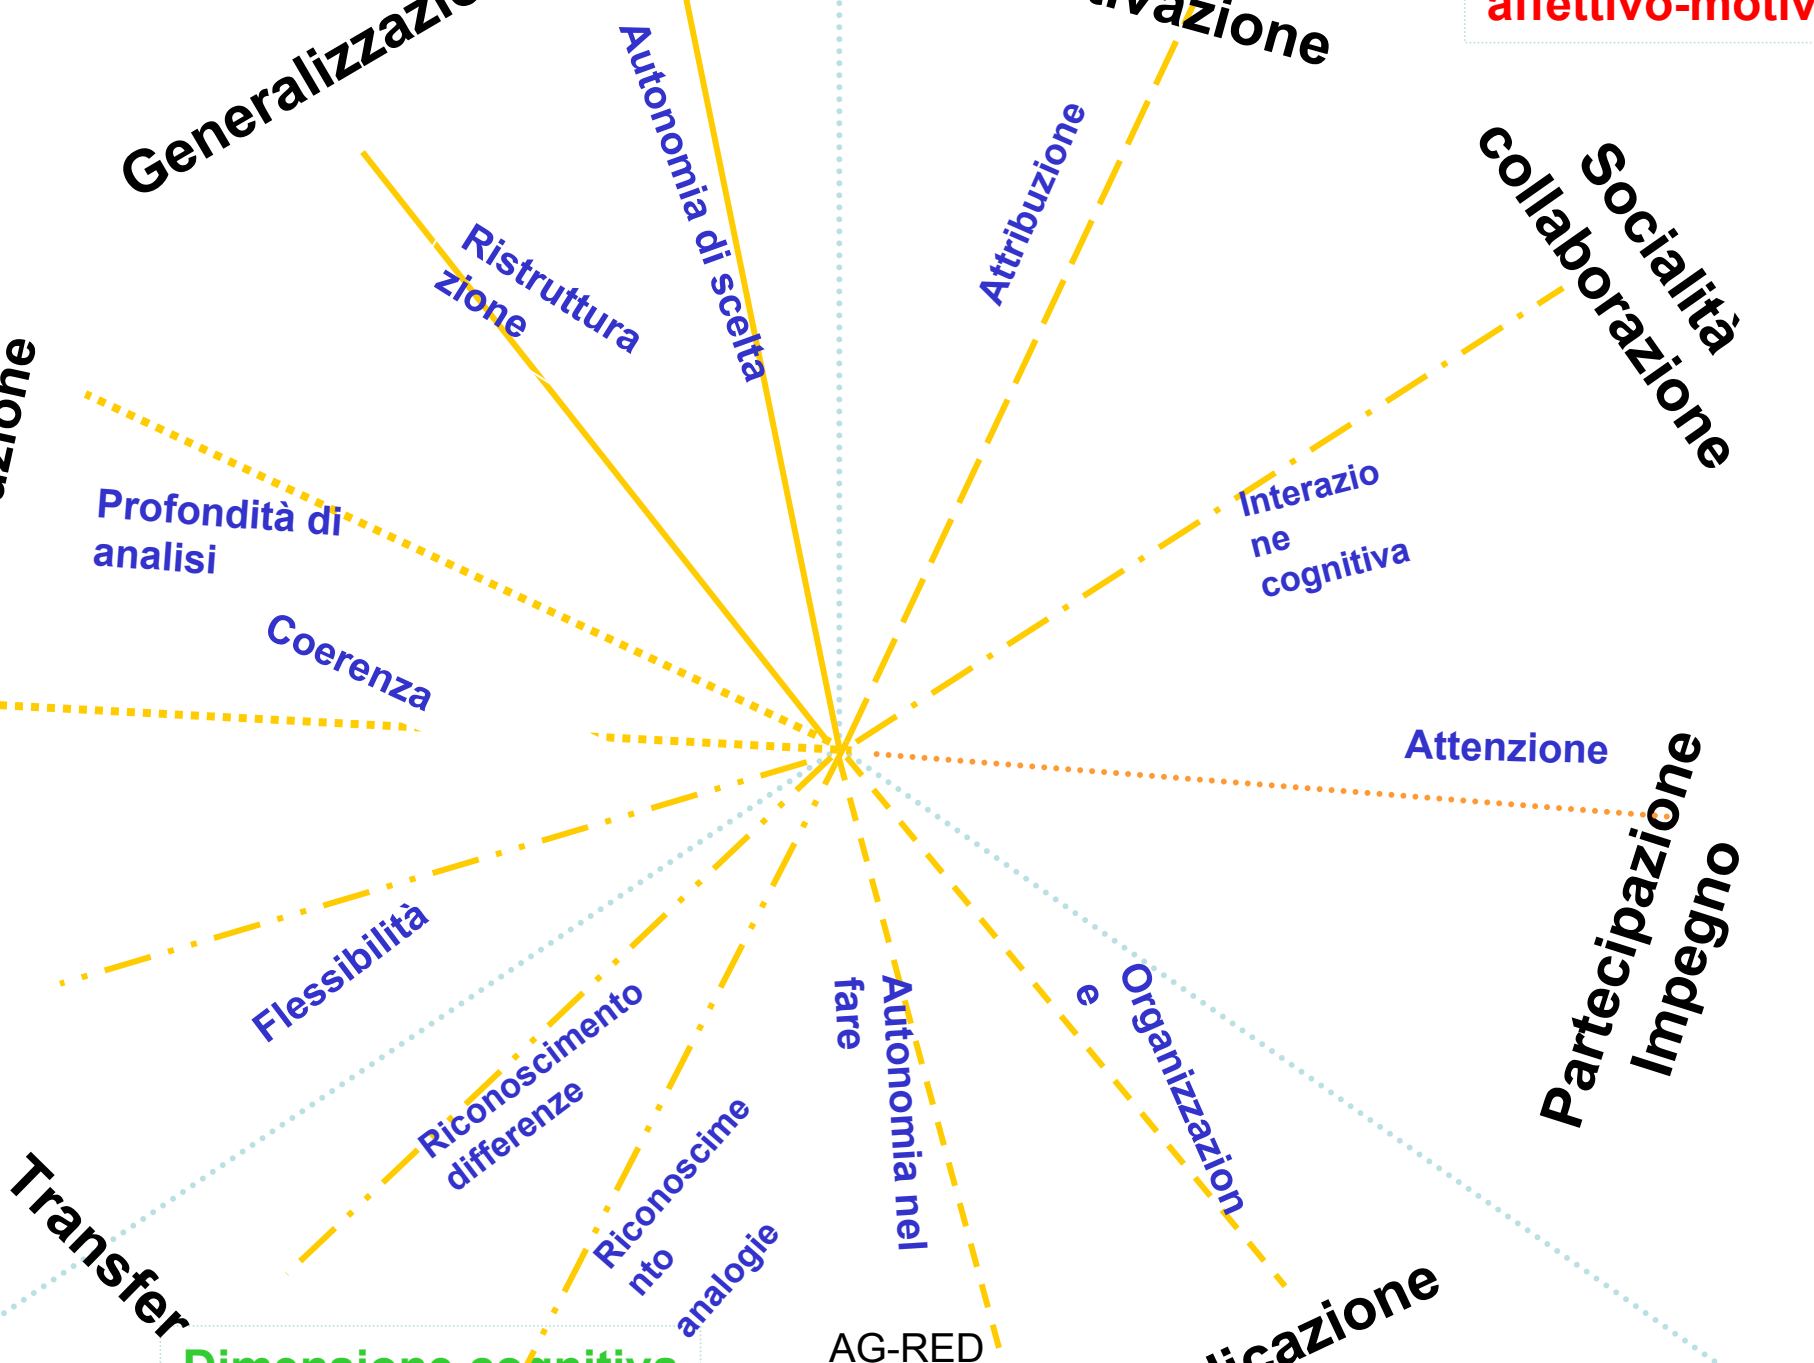 Generalizzazio
ivazione
affettivo-motiv
Autonomia di scelta
Attribuzione
Socialità
collaborazione
Ristruttura
zione
azione
Profondità di
analisi
Interazio
ne
cognitiva
Coerenza
Attenzione
Partecipazione
Impegno
Flessibilità
Riconoscimento
differenze
Autonomia nel
fare
Organizzazion
e
Riconoscime
nto
analogie
Transfer
Dimensione cognitiva
AG-RED
licazione